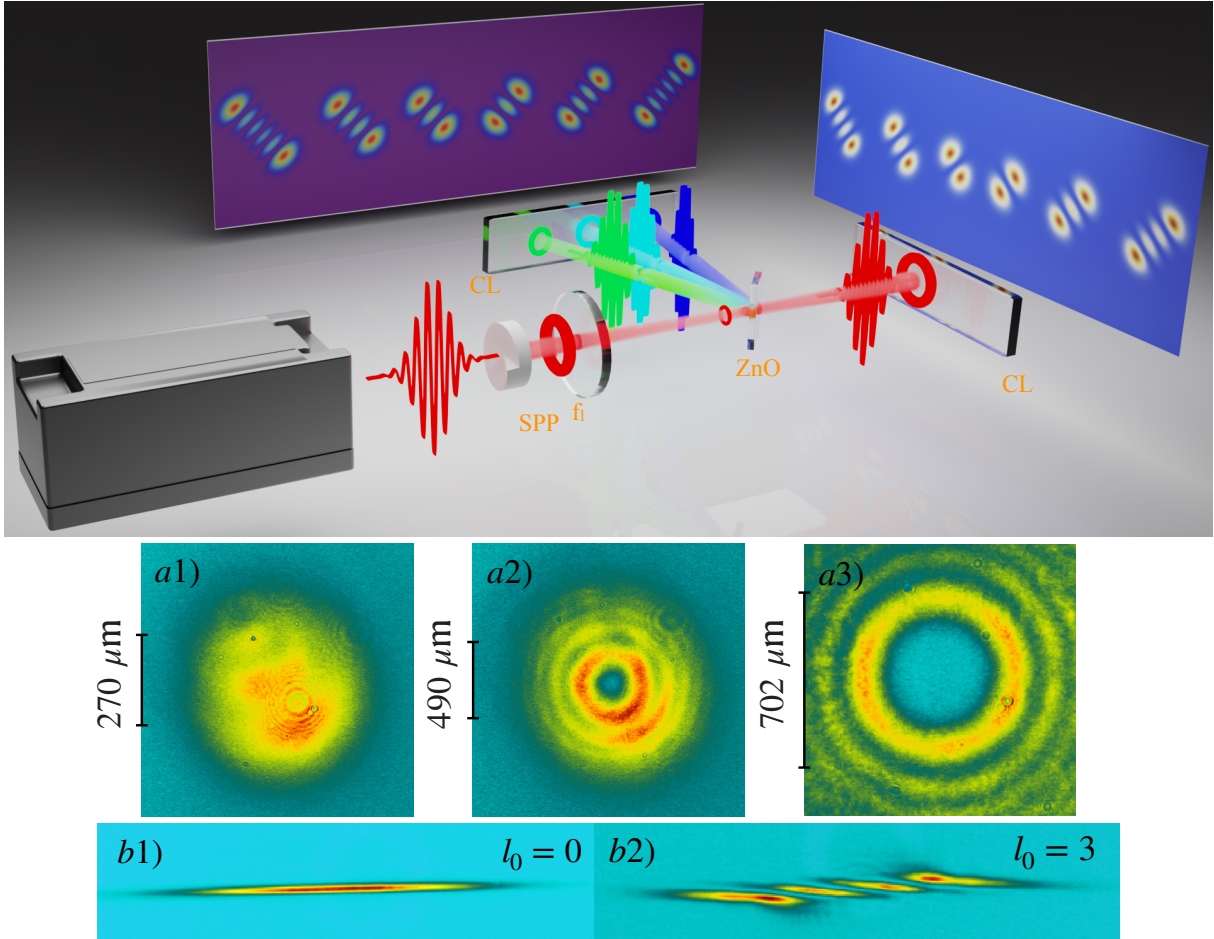 CL
ZnO
CL
SPP
fₗ
a1)
a2)
a3)
270 μm
490 μm
702 μm
b1)
l₀ = 0
b2)
l₀ = 3